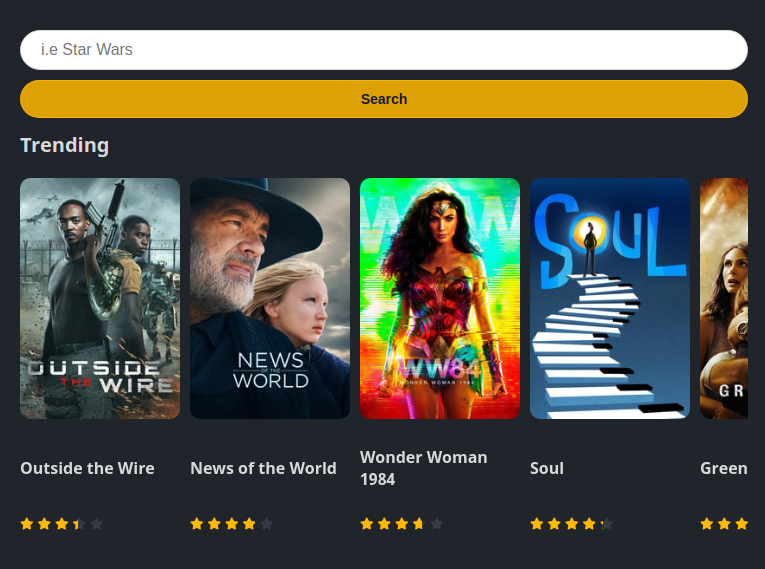 i.e Star Wars
Search
Trending
OUTSIDE
THE WIRE
NEWS
OF THE
WORLD
WW84
WONDER WOMAN 1984
SOUL
GR
Outside the Wire
News of the World
Wonder Woman
1984
Soul
Green